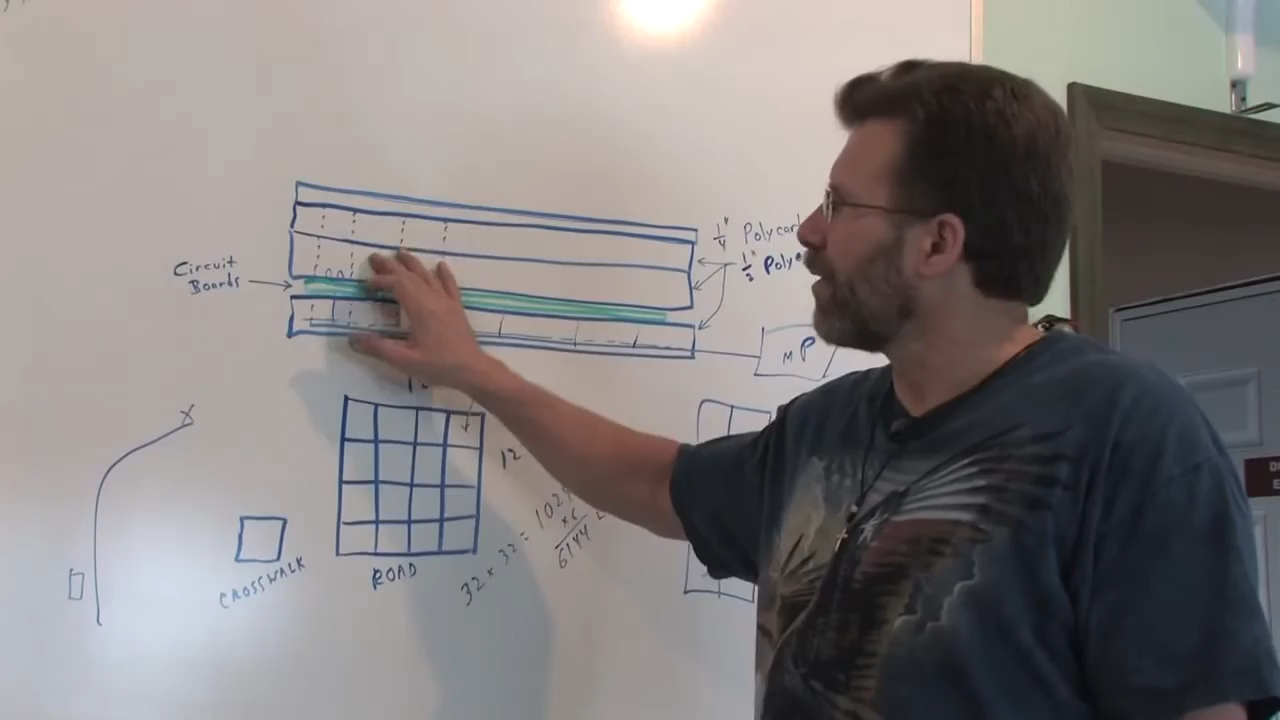 1/4" Polycar
1/2" Poly
Circuit
Boards
MP
12
1024
×6
6144
32 × 32 =
CROSSWALK
ROAD